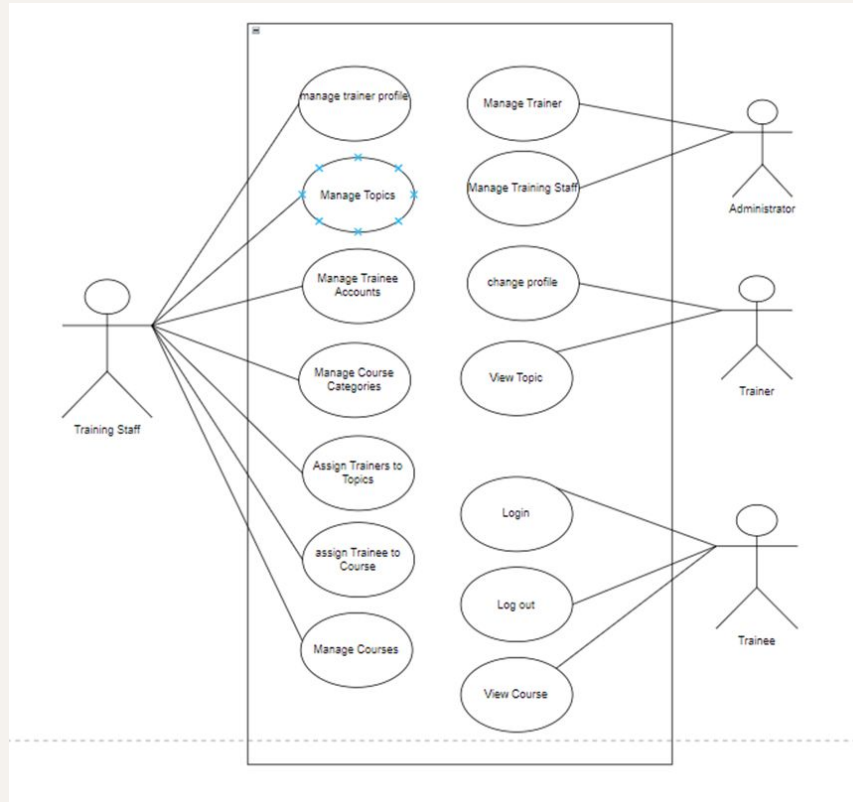 manage trainer profile
Manage Topics
Manage Trainee
Accounts
Manage Course
Categories
Assign Trainers to
Topics
assign Trainee to
Course
Manage Courses
Manage Trainer
Manage Training Staff
change profile
View Topic
Login
Log out
View Course
Training Staff
Administrator
Trainer
Trainee